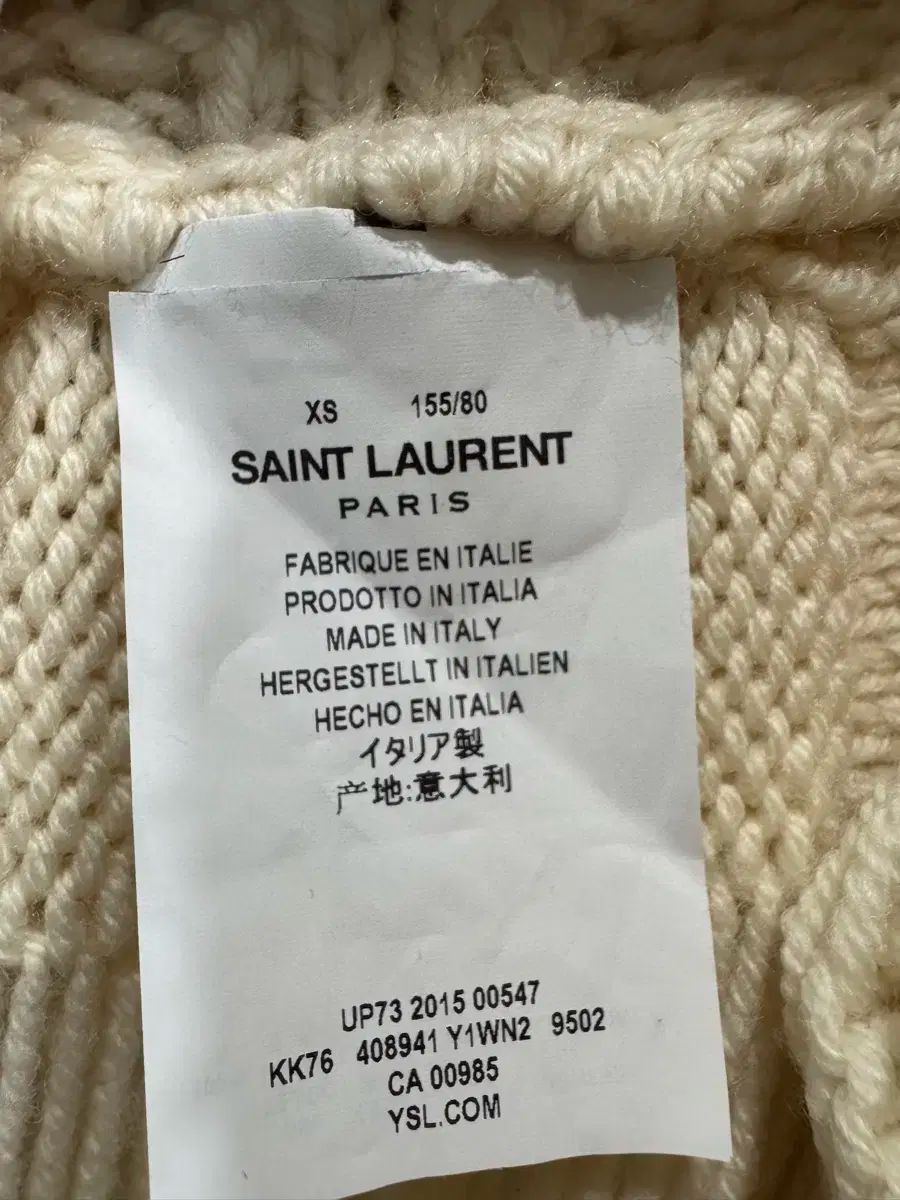 XS 155/80
SAINT LAURENT
PARIS
FABRIQUE EN ITALIE
PRODOTTO IN ITALIA
MADE IN ITALY
HERGESTELLT IN ITALIEN
HECHO EN ITALIA
イタリア製
产地:意大利
UP73 2015 00547
KK76 408941 Y1WN2 9502
CA 00985
YSL.COM